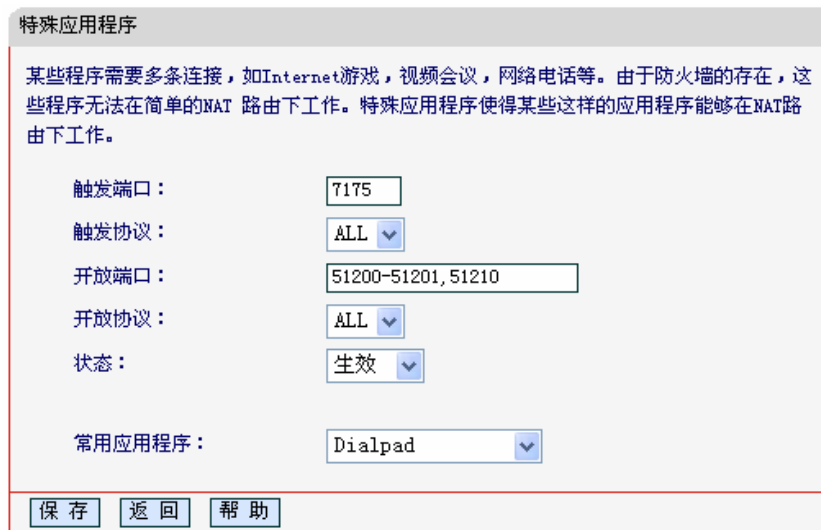 特殊应用程序
某些程序需要多条连接，如Internet游戏，视频会议，网络电话等。由于防火墙的存在，这
些程序无法在简单的NAT 路由下工作。特殊应用程序使得某些这样的应用程序能够在NAT路
由下工作。
触发端口： 7175
触发协议： ALL
开放端口： 51200-51201,51210
开放协议： ALL
状态： 生效
常用应用程序： Dialpad
保 存 返 回 帮 助